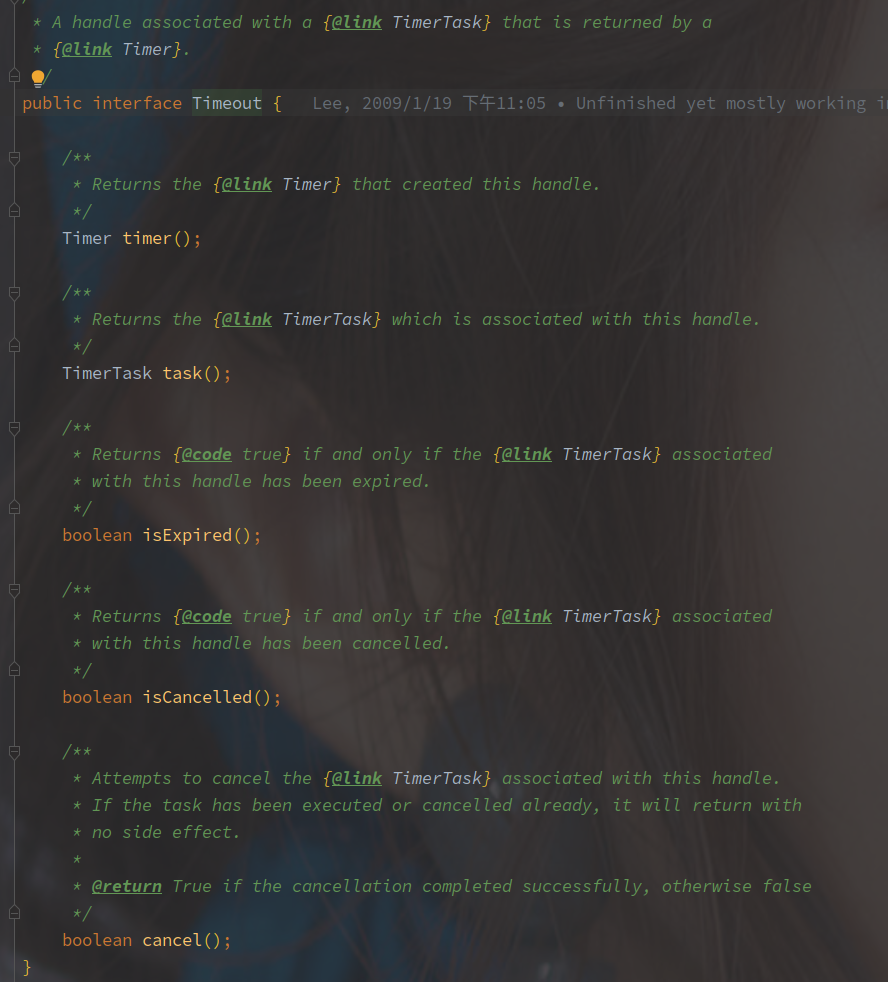 * A handle associated with a {@link TimerTask} that is returned by a
* {@link Timer}.
*/
public interface Timeout { Lee, 2009/1/19 下午11:05 • Unfinished yet mostly working
/**
* Returns the {@link Timer} that created this handle.
*/
Timer timer();
/**
* Returns the {@link TimerTask} which is associated with this handle.
*/
TimerTask task();
/**
* Returns {@code true} if and only if the {@link TimerTask} associated
* with this handle has been expired.
*/
boolean isExpired();
/**
* Returns {@code true} if and only if the {@link TimerTask} associated
* with this handle has been cancelled.
*/
boolean isCancelled();
/**
* Attempts to cancel the {@link TimerTask} associated with this handle.
* If the task has been executed or cancelled already, it will return with
* no side effect.
*
* @return True if the cancellation completed successfully, otherwise false
*/
boolean cancel();
}